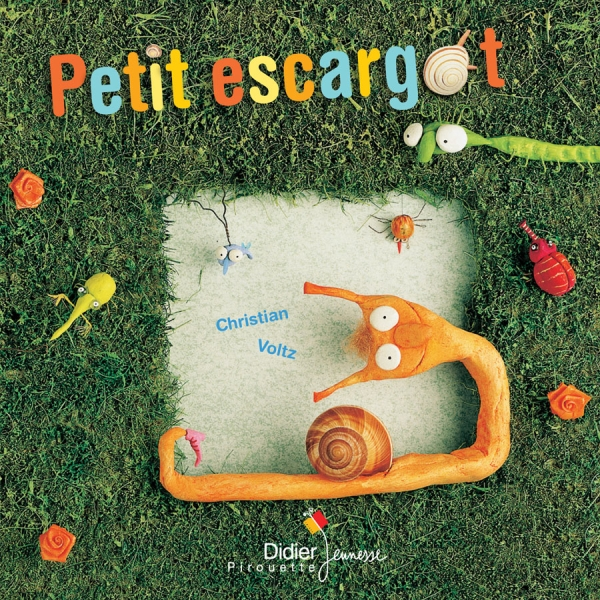 Petit escargot
Christian
Voltz
Didier Jeunesse
Pirouette